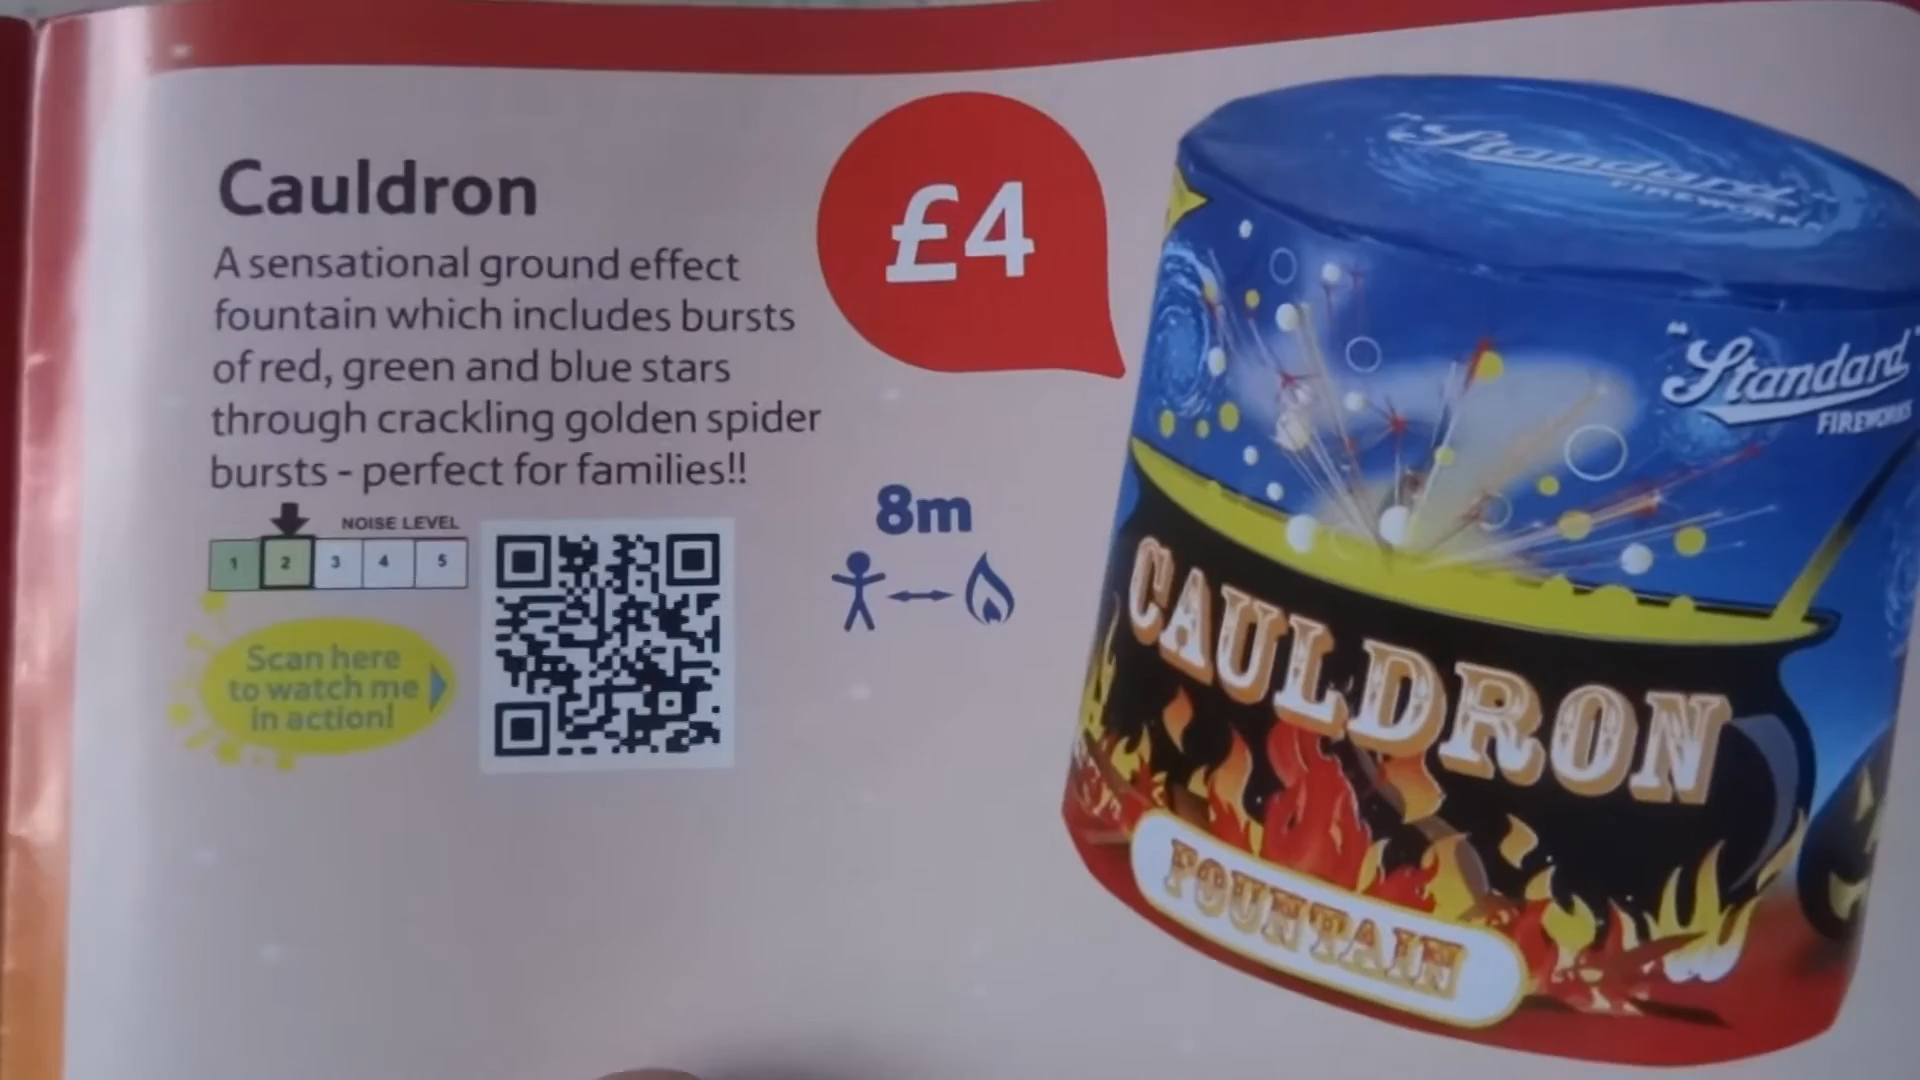 Cauldron
A sensational ground effect
fountain which includes bursts
of red, green and blue stars
through crackling golden spider
bursts - perfect for families!!
NOISE LEVEL
1 2 3 4 5
Scan here
to watch me
in action!
£4
8m
"Standard"
FIREWORKS
"Standard"
FIREWORKS
CAULDRON
FOUNTAIN